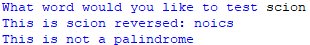 What word would you like to test scion
This is scion reversed: noics
This is not a palindrome